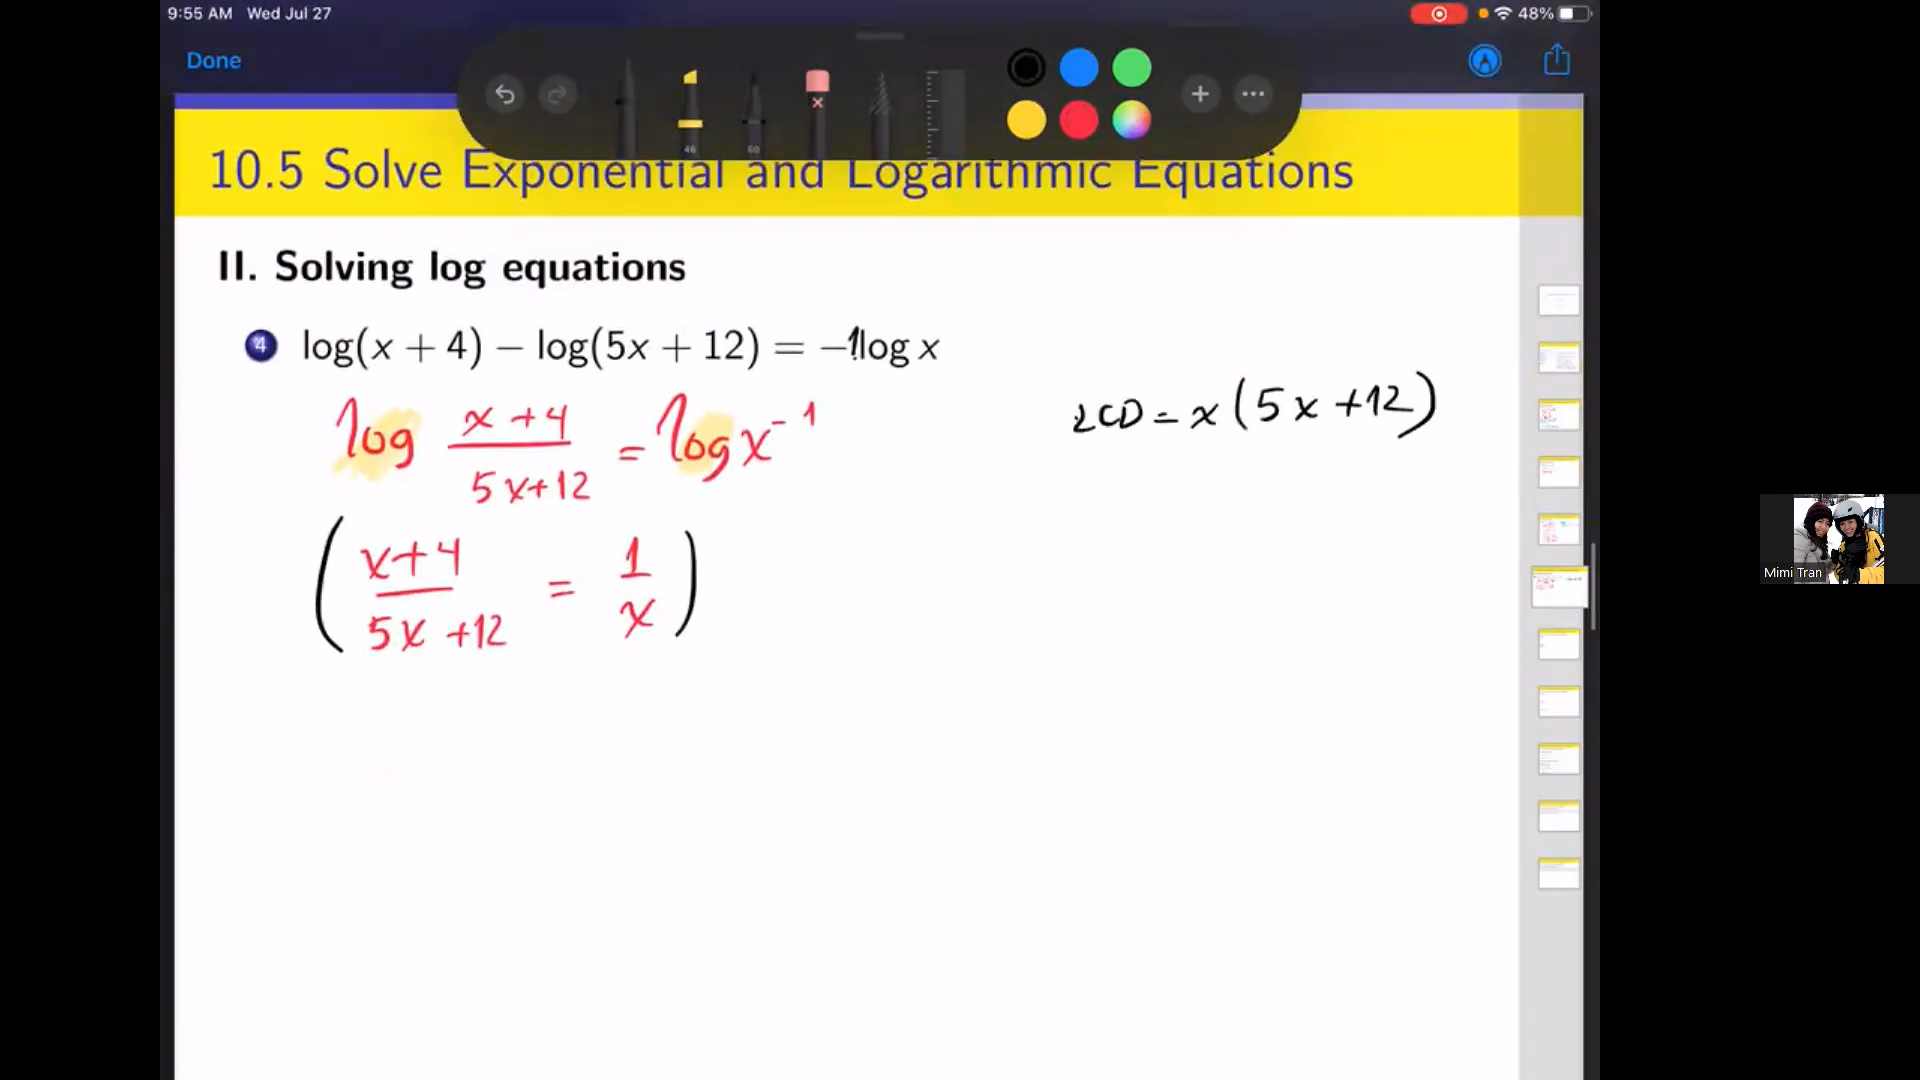 9:55 AM Wed Jul 27
48%
Done
46
50
10.5 Solve Exponential and Logarithmic Equations
II. Solving log equations
4 log(x + 4) − log(5x + 12) = −1log x
LCD = x (5x +12)
log x+4 / 5x+12 = log x⁻¹
( x+4 / 5x +12 = 1 / x )
Mimi Tran